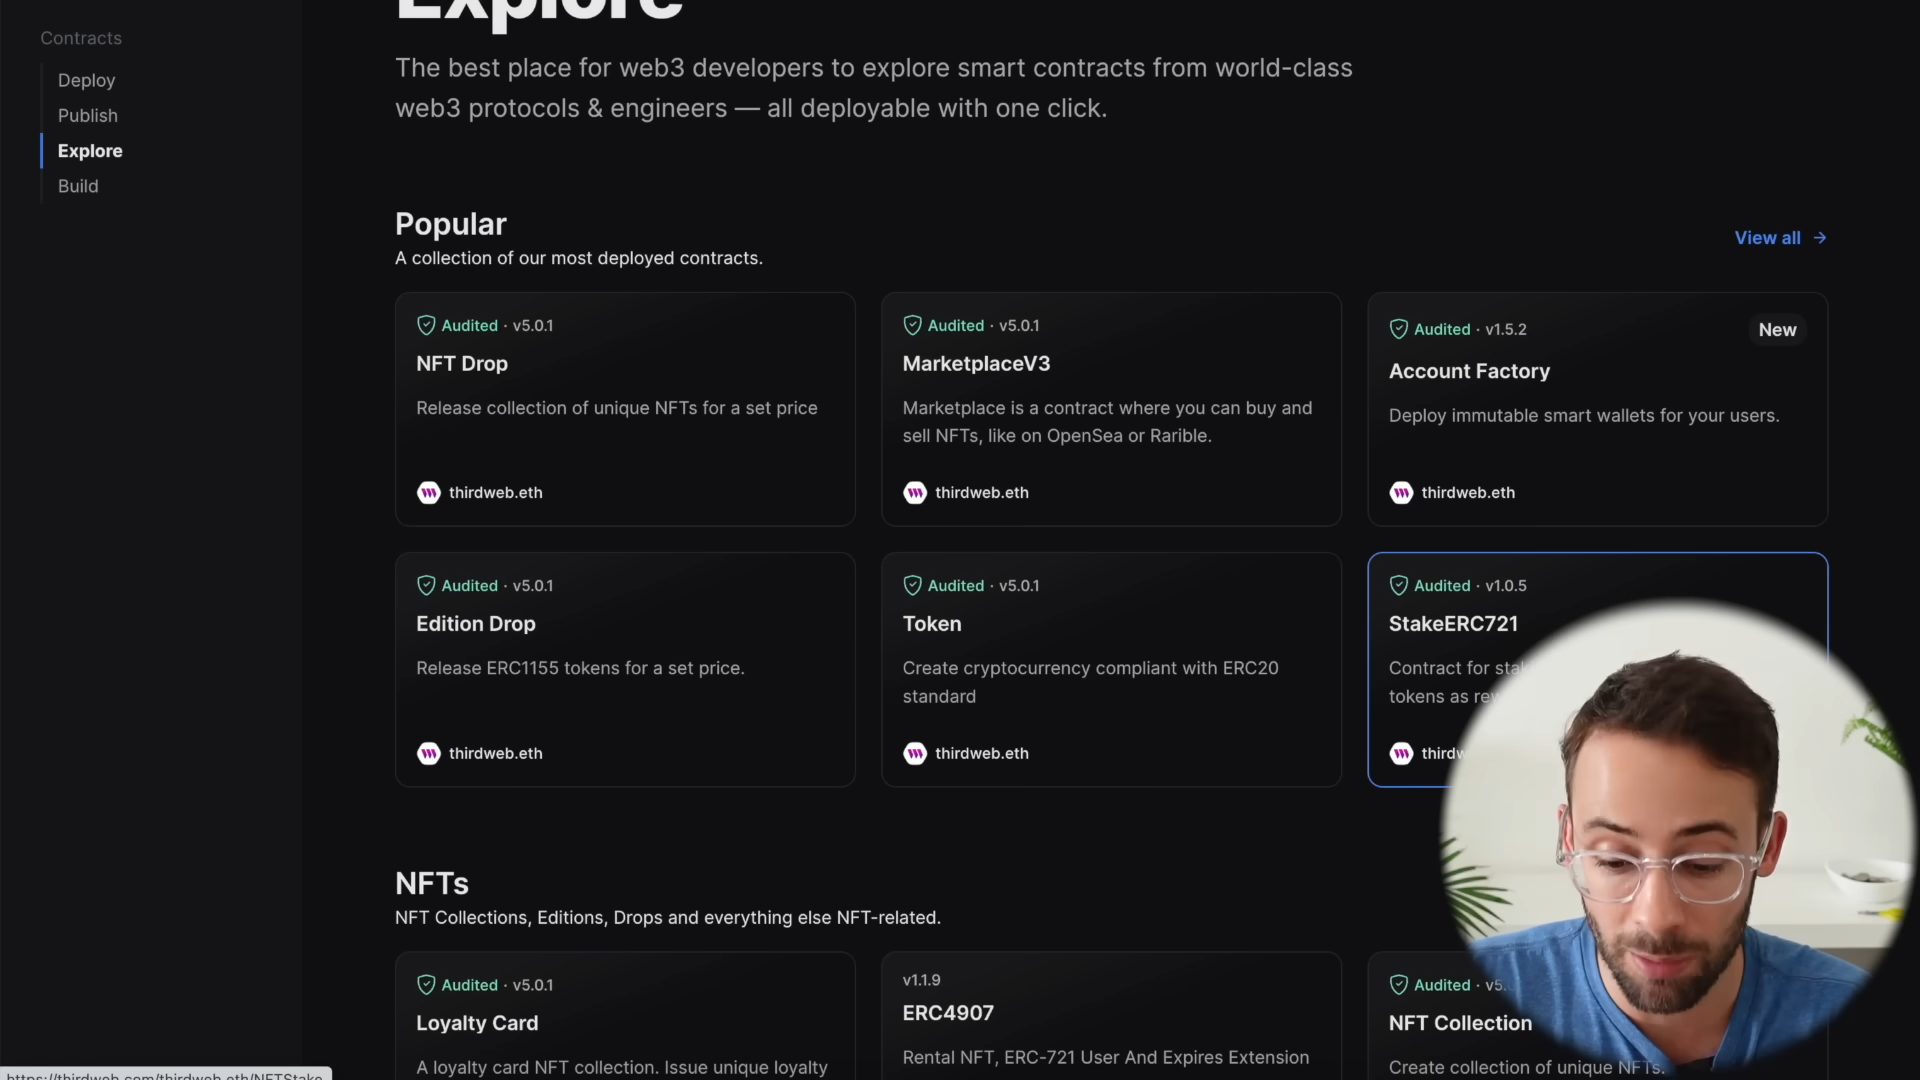 Explore
Contracts
Deploy
Publish
Explore
Build
The best place for web3 developers to explore smart contracts from world-class
web3 protocols & engineers — all deployable with one click.
Popular
A collection of our most deployed contracts.
View all
Audited · v5.0.1
NFT Drop
Release collection of unique NFTs for a set price
thirdweb.eth
Audited · v5.0.1
MarketplaceV3
Marketplace is a contract where you can buy and
sell NFTs, like on OpenSea or Rarible.
thirdweb.eth
Audited · v1.5.2
New
Account Factory
Deploy immutable smart wallets for your users.
thirdweb.eth
Audited · v5.0.1
Edition Drop
Release ERC1155 tokens for a set price.
thirdweb.eth
Audited · v5.0.1
Token
Create cryptocurrency compliant with ERC20
standard
thirdweb.eth
Audited · v1.0.5
StakeERC721
Contract for
tokens as
NFTs
NFT Collections, Editions, Drops and everything else NFT-related.
Audited · v5.0.1
Loyalty Card
A loyalty card NFT collection. Issue unique loyalty
v1.1.9
ERC4907
Rental NFT, ERC-721 User And Expires Extension
Audited
NFT Collection
Create collection of unique NFTs.
https://thirdweb.com/thirdweb.eth/NFTStake